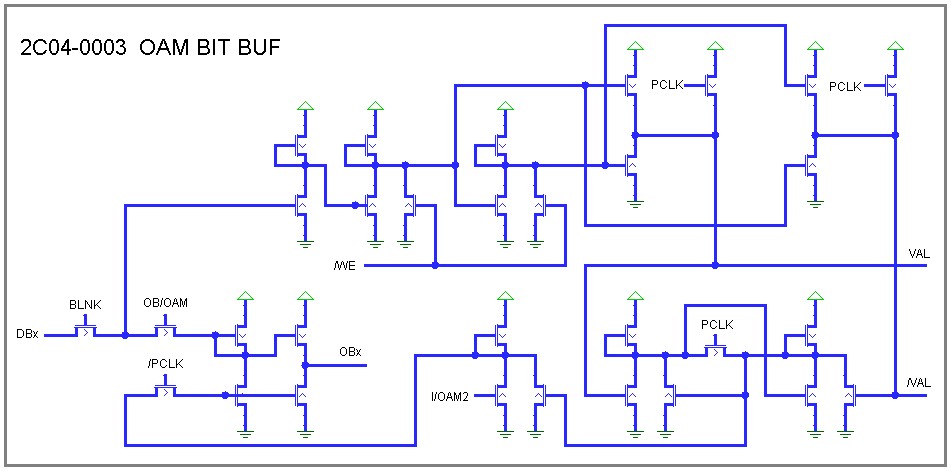 2C04-0003 OAM BIT BUF
PCLK
PCLK
/WE
VAL
BLNK
OB/OAM
DBx
PCLK
OBx
/PCLK
I/OAM2
/VAL